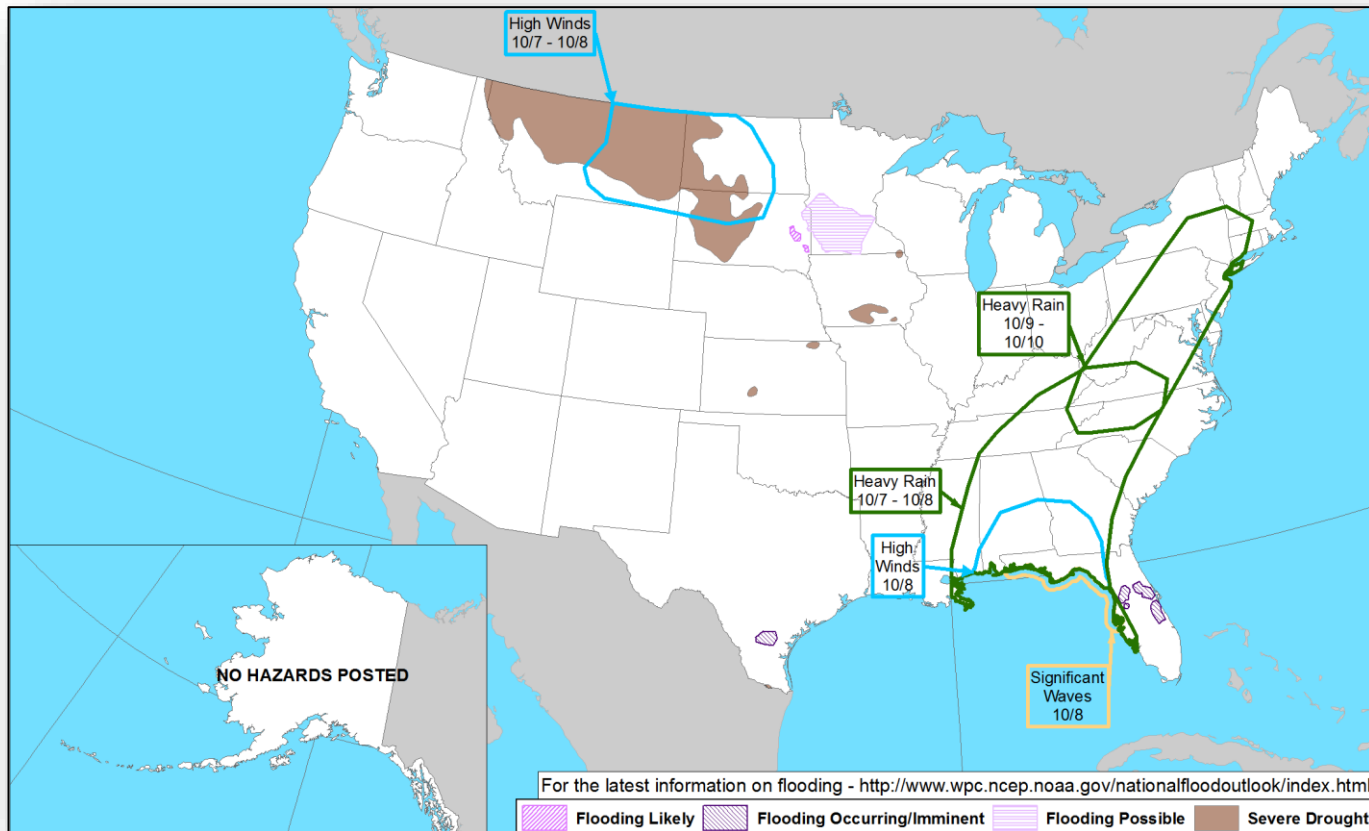 High Winds
10/7 - 10/8
Heavy Rain
10/9 -
10/10
Heavy Rain
10/7 - 10/8
High
Winds
10/8
Significant
Waves
10/8
NO HAZARDS POSTED
For the latest information on flooding - http://www.wpc.ncep.noaa.gov/nationalfloodoutlook/index.html
Flooding Likely
Flooding Occurring/Imminent
Flooding Possible
Severe Drought